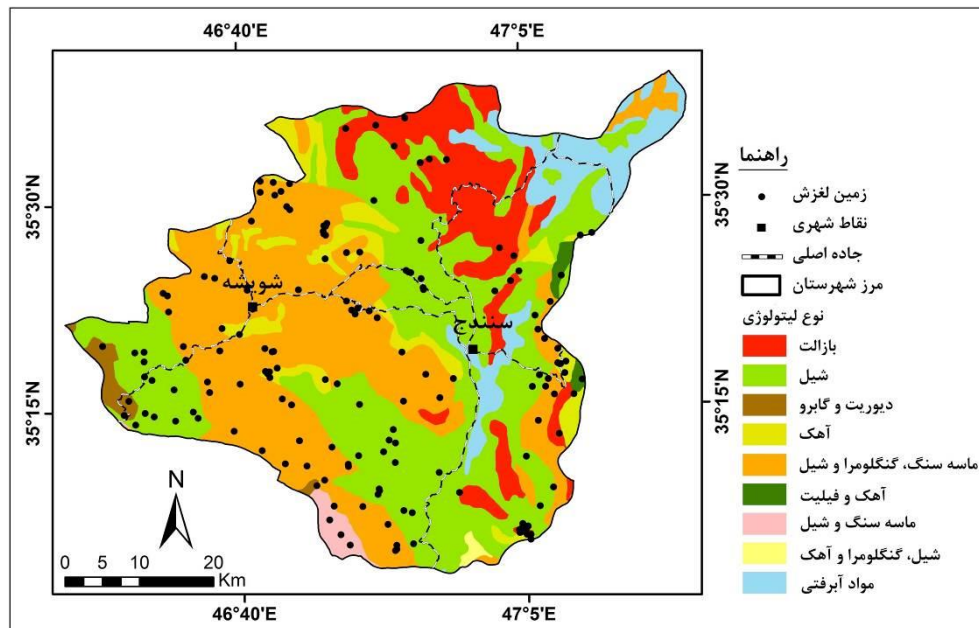 46°40'E
47°5'E
35°30'N
35°15'N
35°30'N
35°15'N
شویشه
سنندج
N
0 5 10 20
Km
46°40'E
47°5'E
راهنما
زمین لغزش
نقاط شهری
جاده اصلی
مرز شهرستان
نوع لیتولوژی
بازالت
شیل
دیوریت و گابرو
آهک
ماسه سنگ، گنگلومرا و شیل
آهک و فیلیت
ماسه سنگ و شیل
شیل، گنگلومرا و آهک
مواد آبرفتی